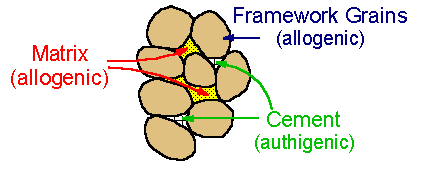 Framework Grains
(allogenic)
Matrix
(allogenic)
Cement
(authigenic)